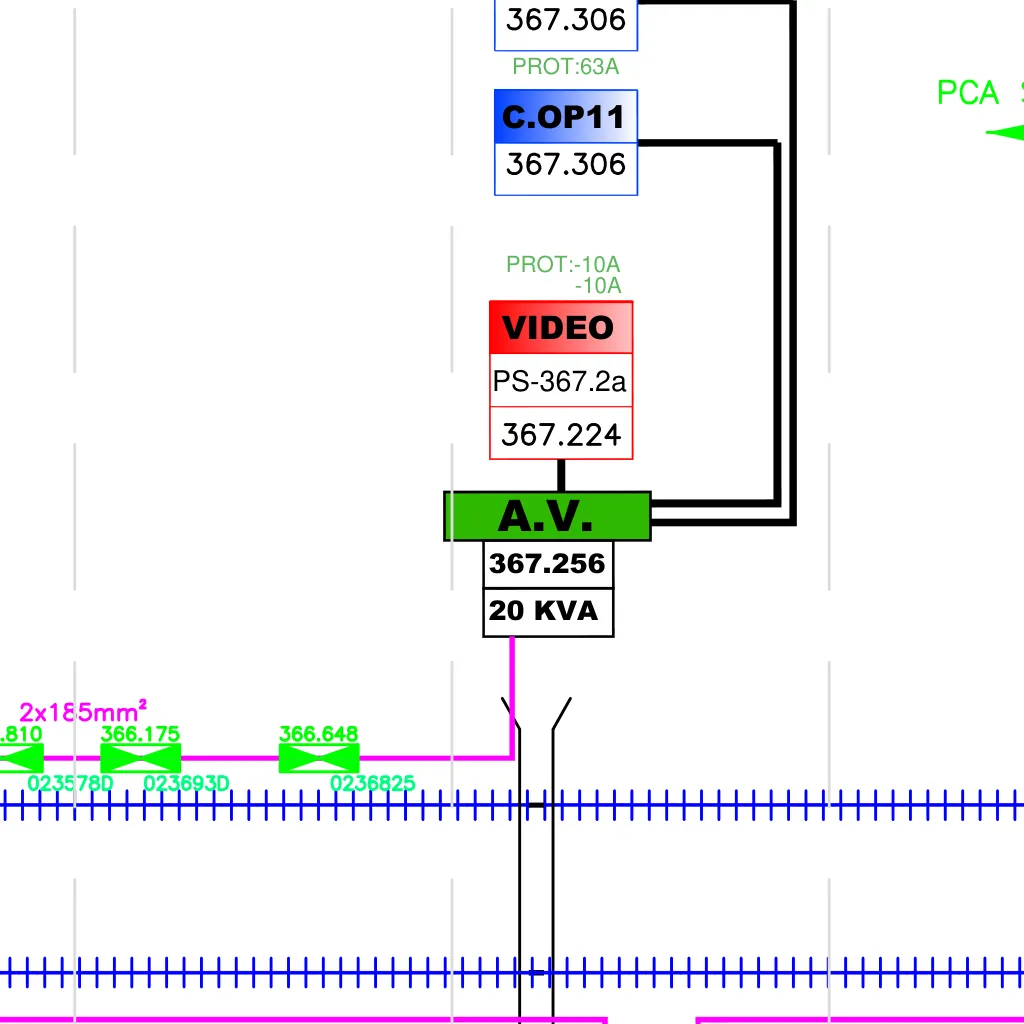 367.306
PROT:63A
PCA
C.OP11
367.306
PROT:-10A
-10A
VIDEO
PS-367.2a
367.224
A.V.
367.256
20 KVA
2x185mm²
.810 366.175 366.648
023578D 023693D 0236825